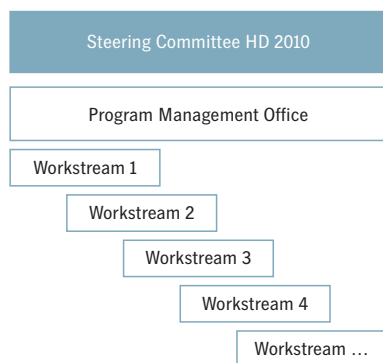 Steering Committee HD 2010
Program Management Office
Workstream 1
Workstream 2
Workstream 3
Workstream 4
Workstream …